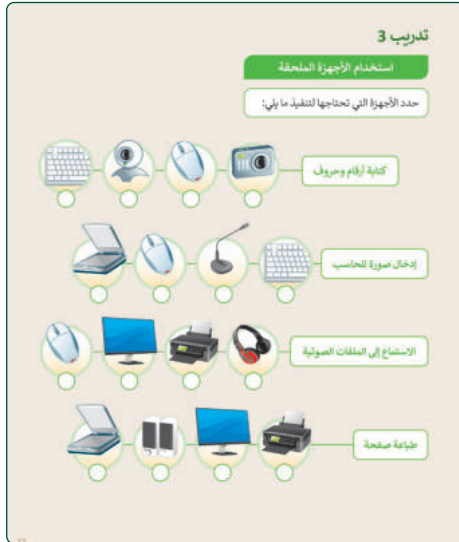 تدريب 3
استخدام الأجهزة الملحقة
حدد الأجهزة التي تحتاجها لتنفيذ ما يلي:
كتابة أرقام وحروف
إدخال صورة للحاسب
الاستماع إلى الملفات الصوتية
طباعة صفحة